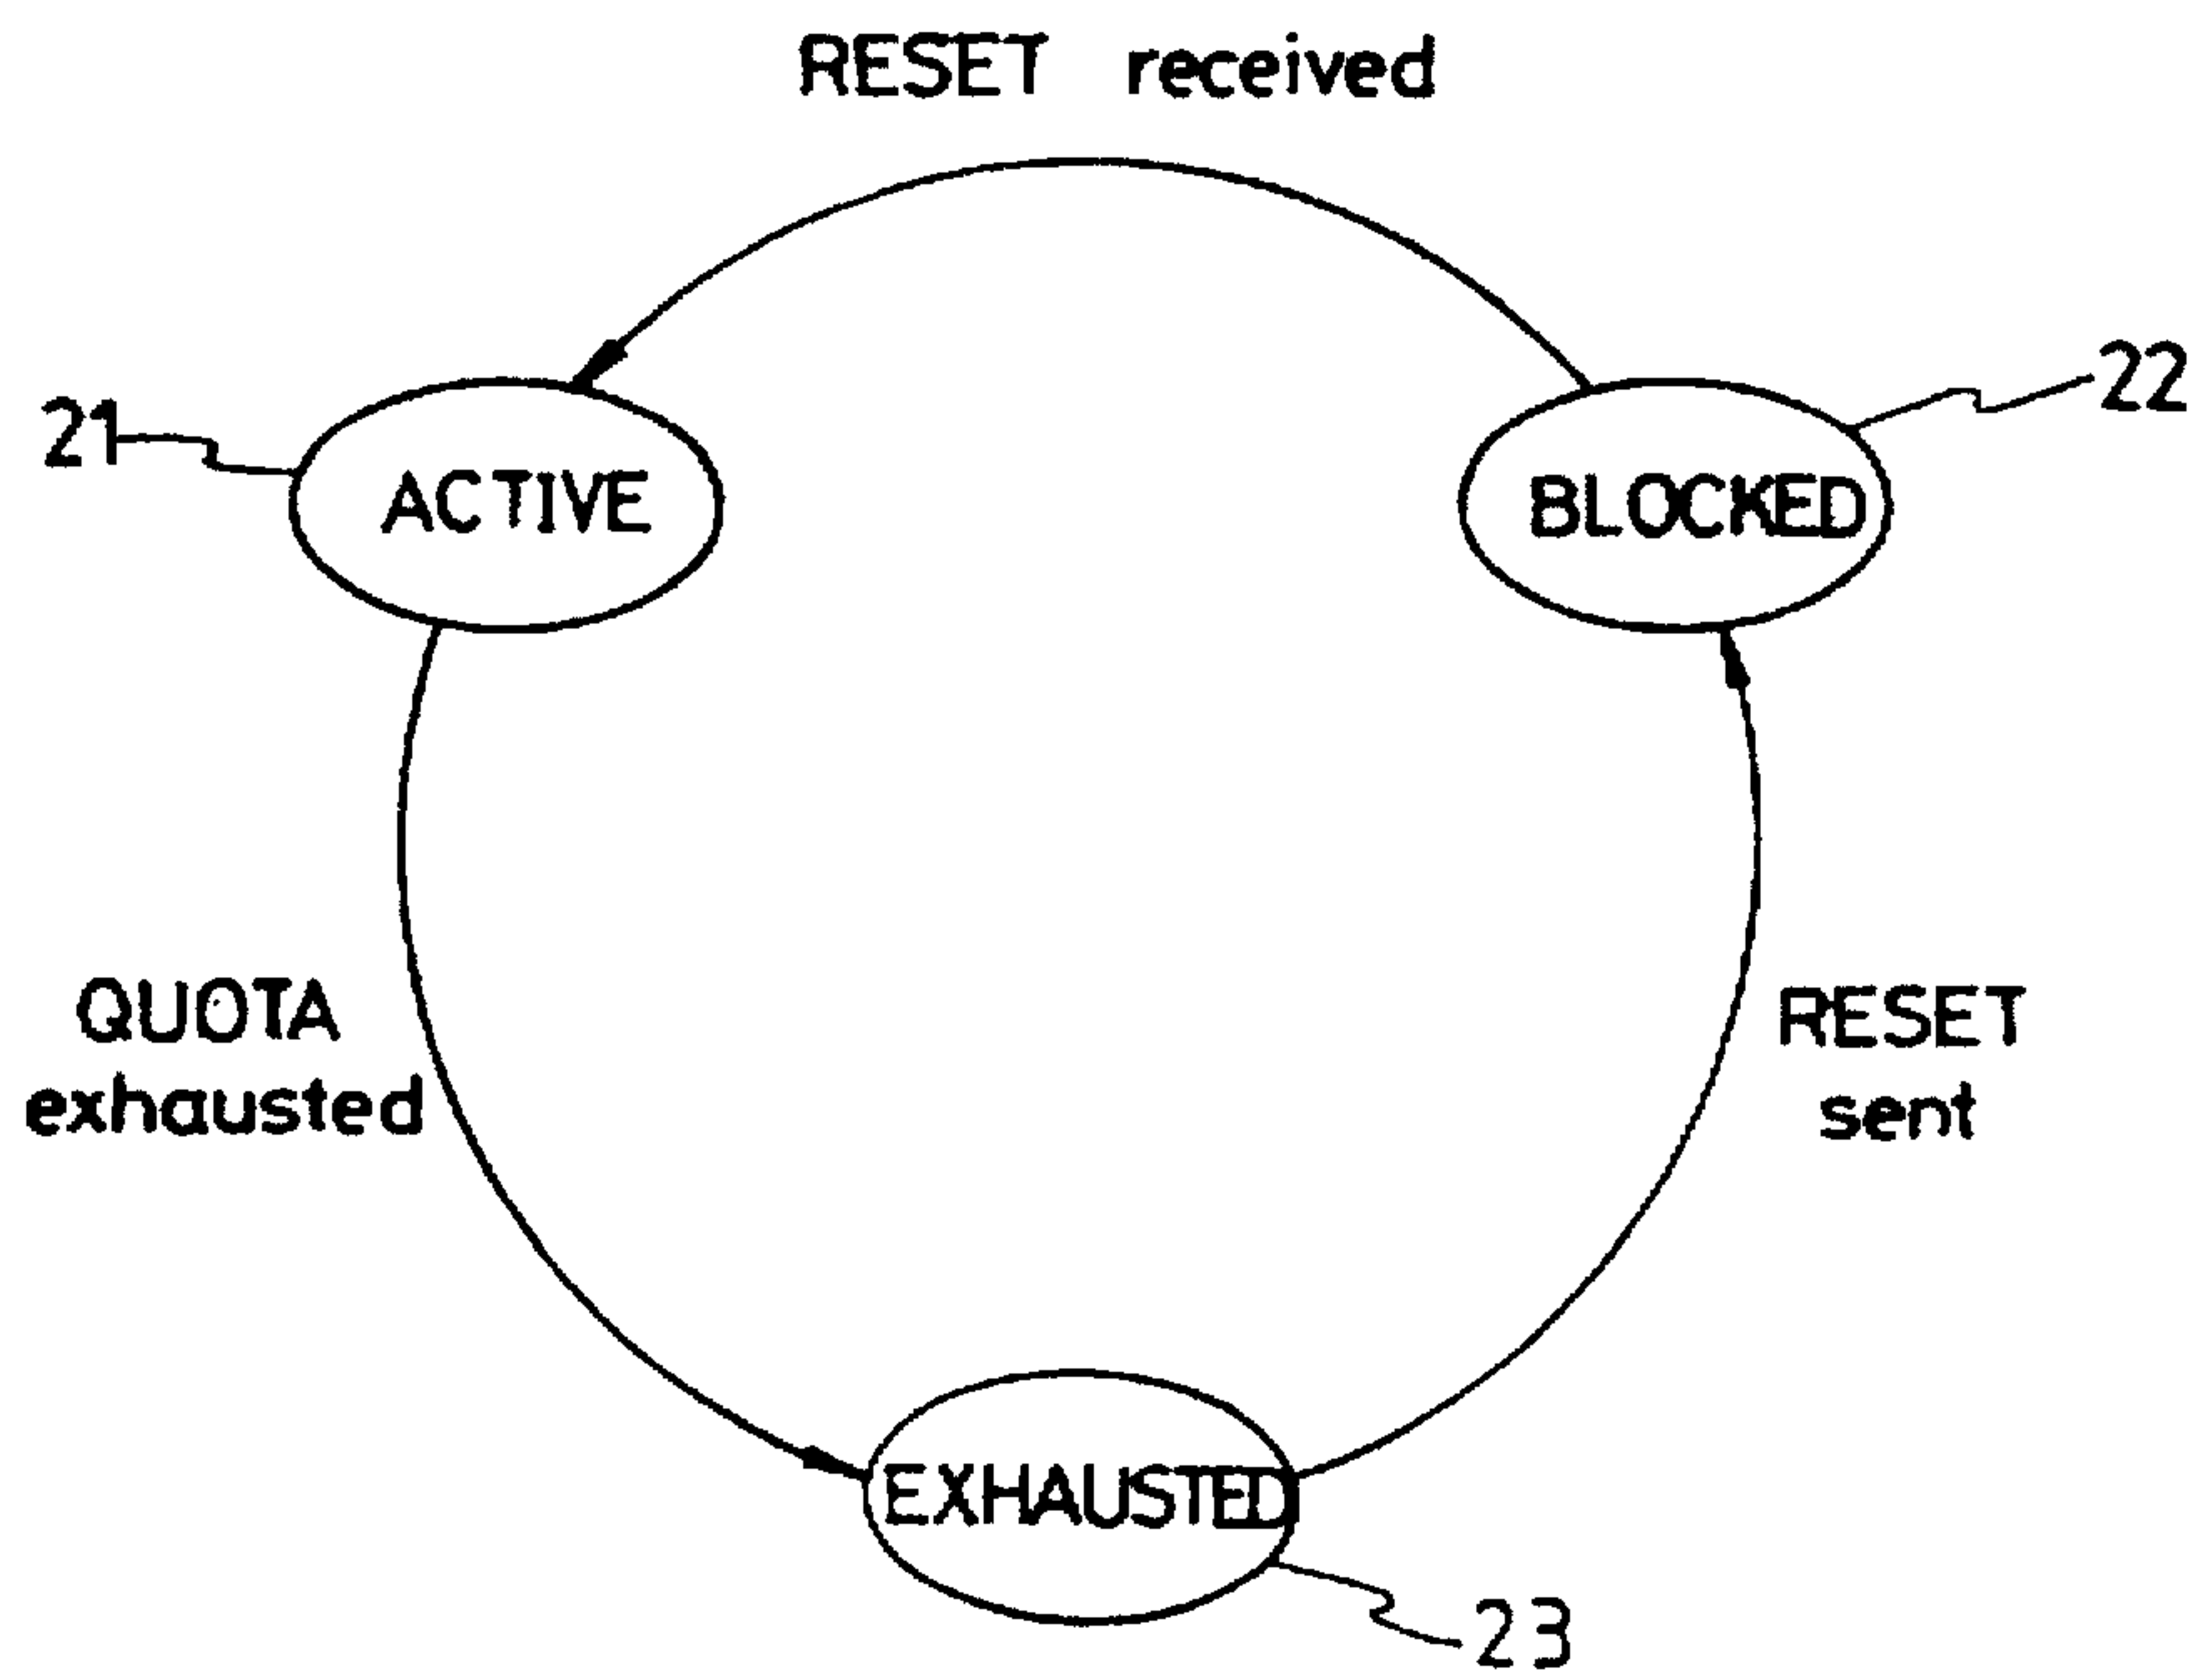 RESET received
22
21
ACTIVE
BLOCKED
QUOTA
exhausted
RESET
sent
EXHAUSTED
23